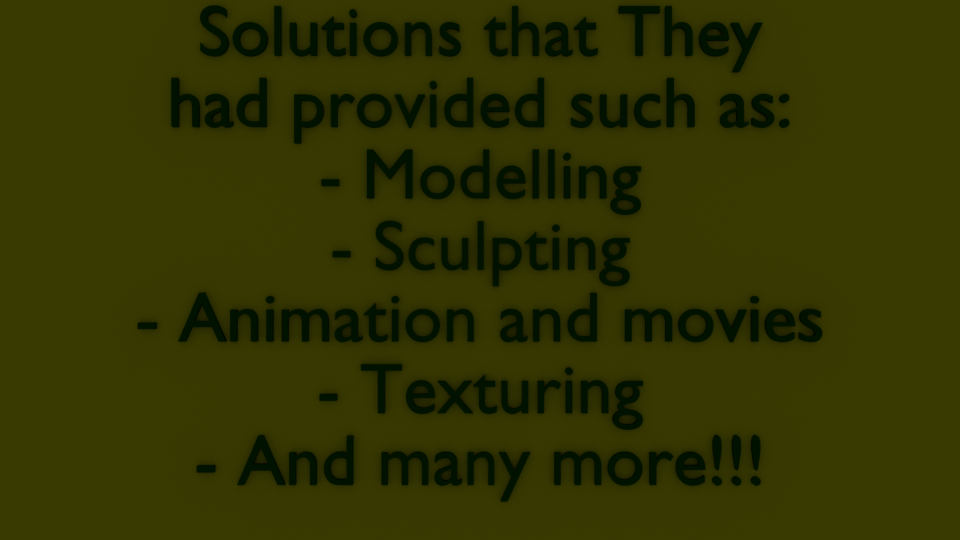 Solutions that They
had provided such as:
- Modelling
- Sculpting
- Animation and movies
- Texturing
- And many more!!!